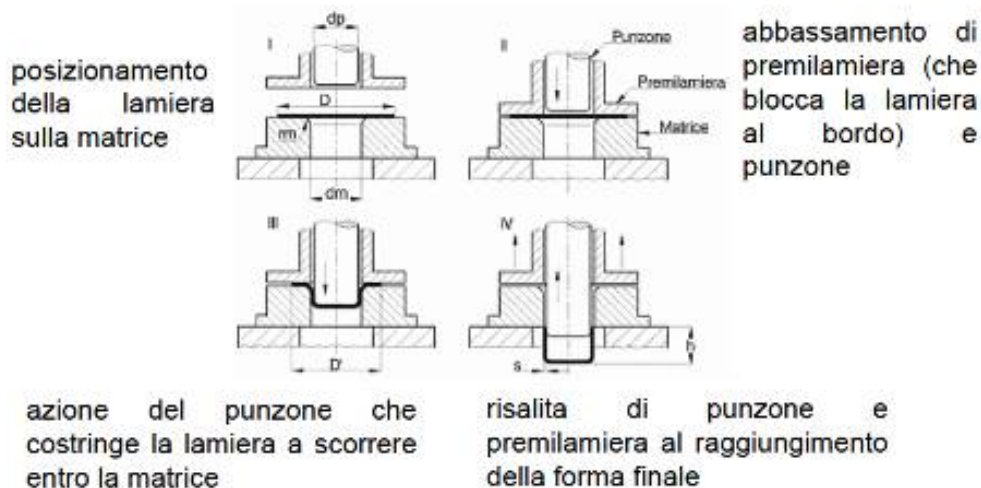 posizionamento
della lamiera
sulla matrice
I
dp
D
rm
dm
II
Punzone
Premilamiera
Matrice
abbassamento di
premilamiera (che
blocca la lamiera
al bordo) e
punzone
III
D'
IV
s
h
azione del punzone che
costringe la lamiera a scorrere
entro la matrice
risalita di punzone e
premilamiera al raggiungimento
della forma finale